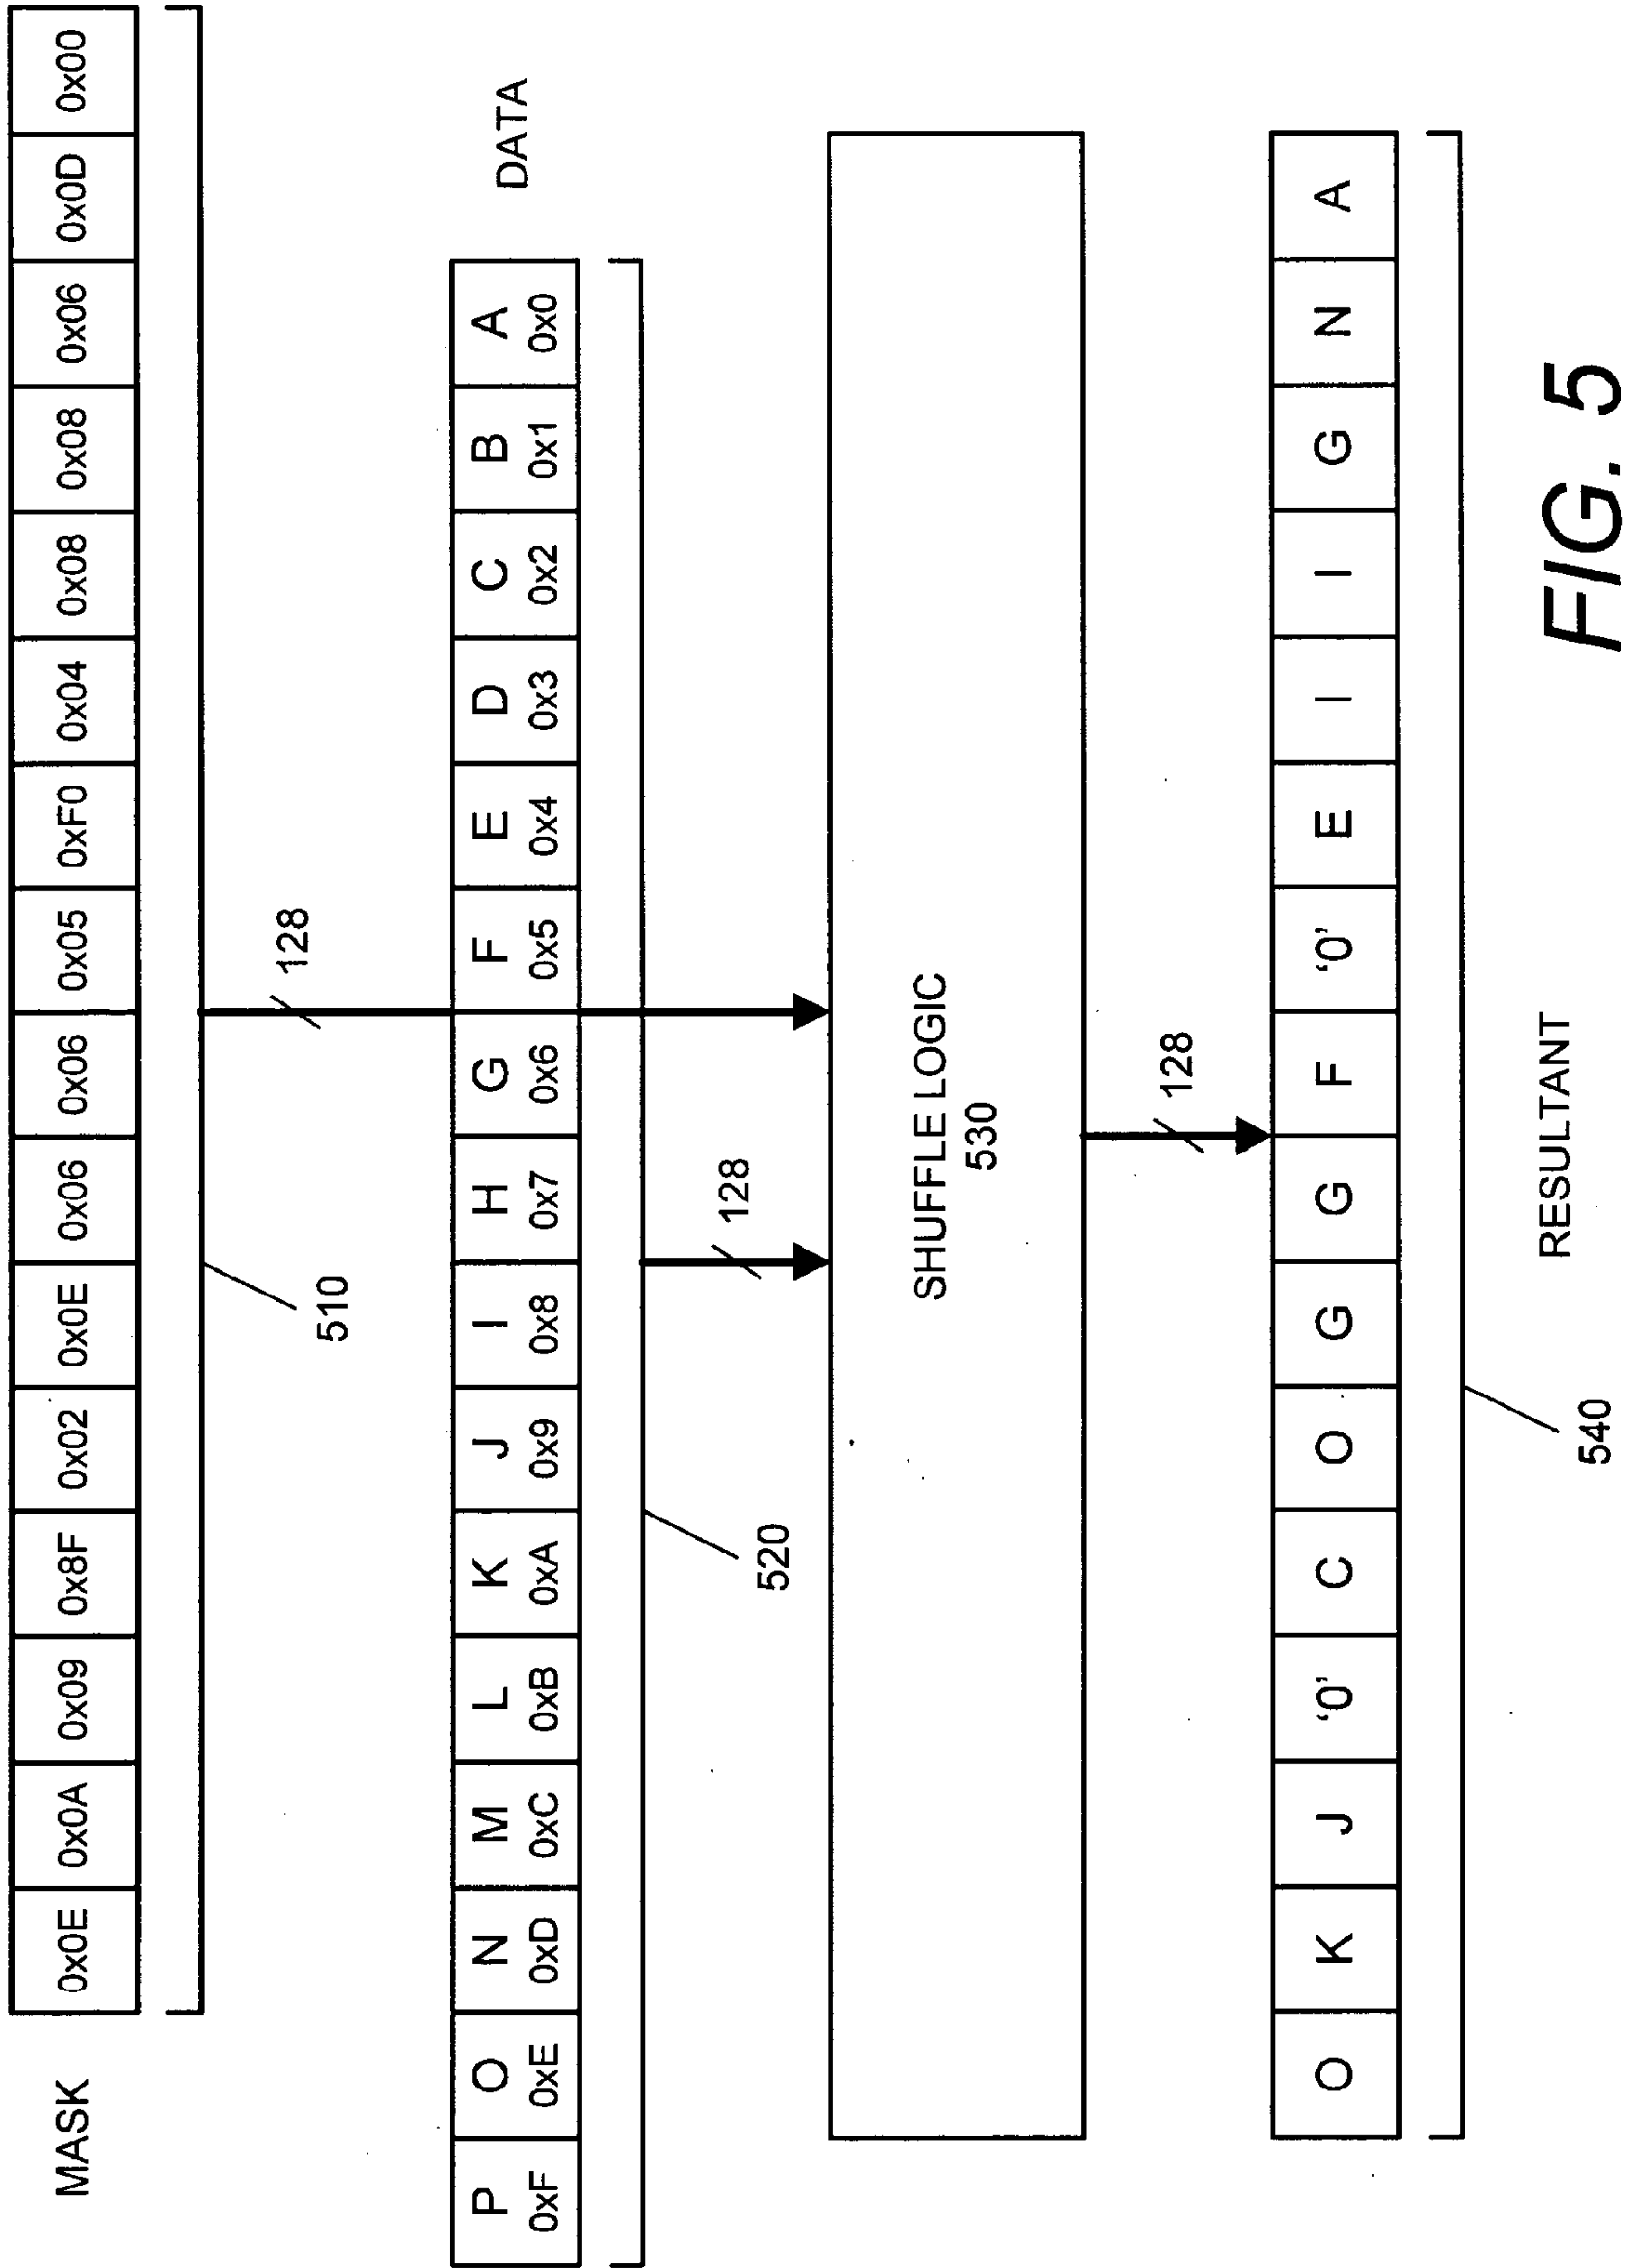 MASK 0x0E 0x0A 0x09 0x8F 0x02 0x0E 0x06 0x06 0x05 0xF0 0x04 0x08 0x08 0x06 0x0D 0x00
510
128
DATA
P O N M L K J I H G F E D C B A
0xF 0xE 0xD 0xC 0xB 0xA 0x9 0x8 0x7 0x6 0x5 0x4 0x3 0x2 0x1 0x0
520
128
SHUFFLE LOGIC
530
128
O K J ‘0’ C O G G F ‘0’ E I I G N A
540
RESULTANT
FIG. 5